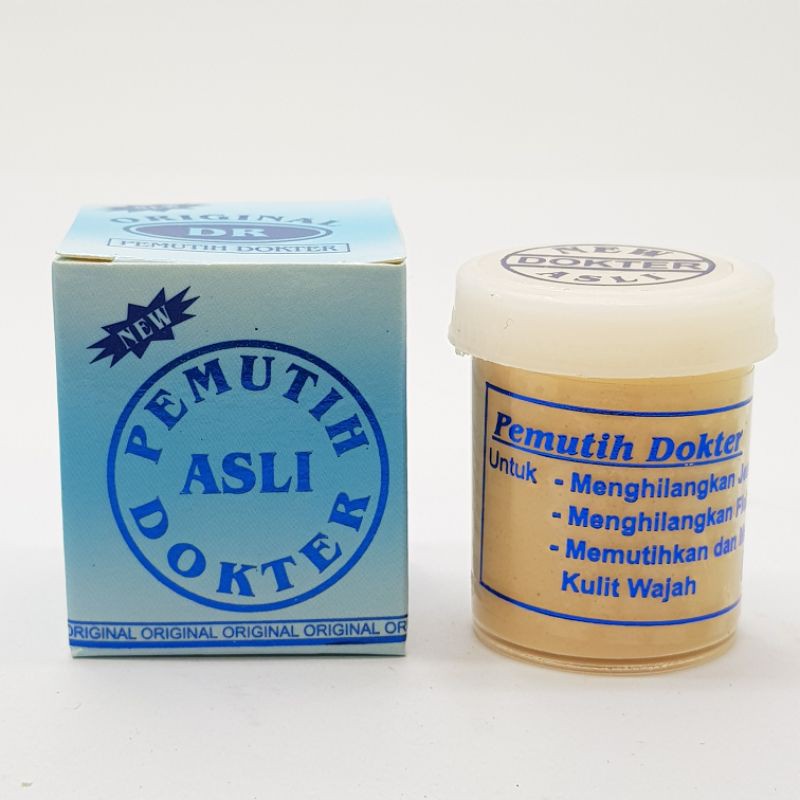 ORIGINAL
DR
PEMUTIH DOKTER
NEW
PEMUTIH
ASLI
DOKTER
ORIGINAL ORIGINAL ORIGINAL ORIGINAL
NEW
DOKTER
ASLI
Pemutih Dokter
Untuk - Menghilangkan
- Menghilangkan
- Memutihkan dan
Kulit Wajah